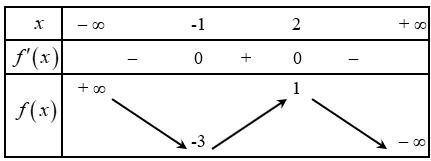 x −∞ -1 2 +∞
f′(x) − 0 + 0 −
+∞ 1
f(x)
-3 −∞